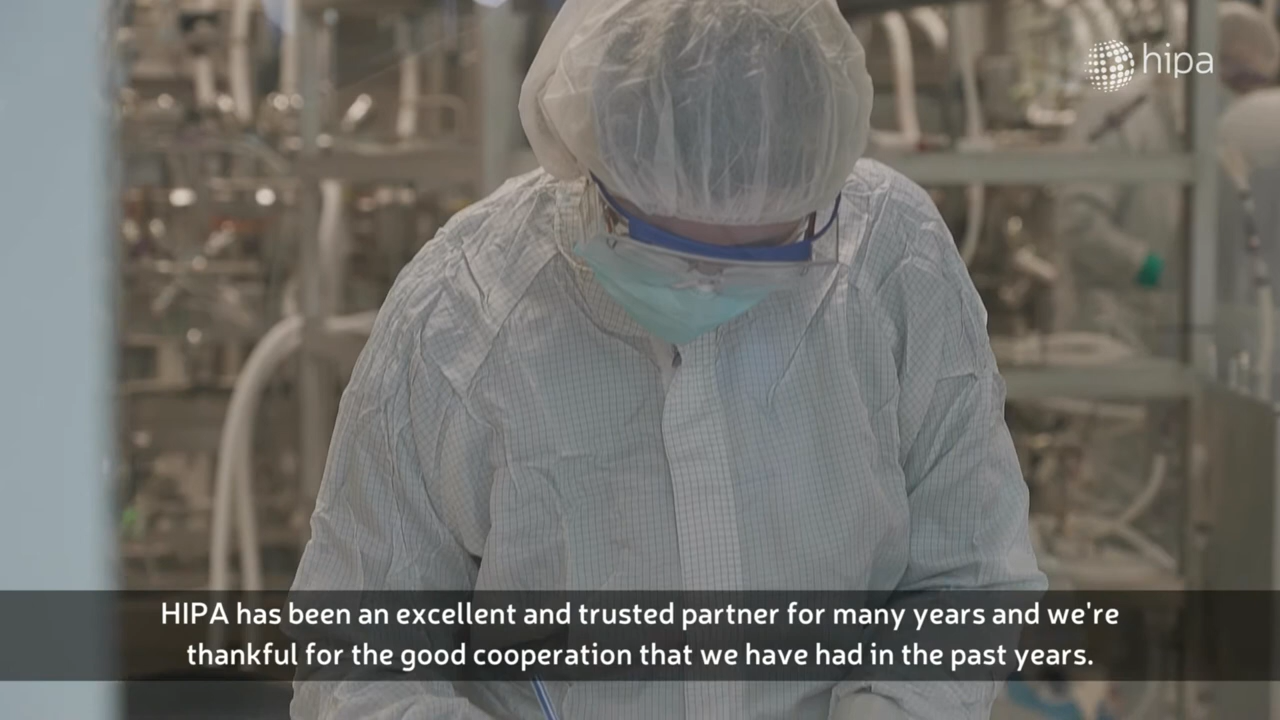 hipa
HIPA has been an excellent and trusted partner for many years and we're
thankful for the good cooperation that we have had in the past years.